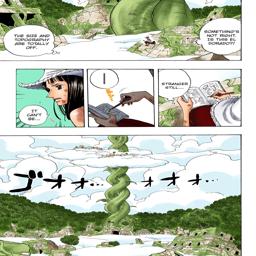 SOMETHING'S
NOT RIGHT.
IS THIS EL
DORADO?!
THE SIZE AND
TOPOGRAPHY
ARE TOTALLY
OFF.
STRANGER
STILL...
!
IT
CAN'T
BE...
ゴオオ… オオオ…